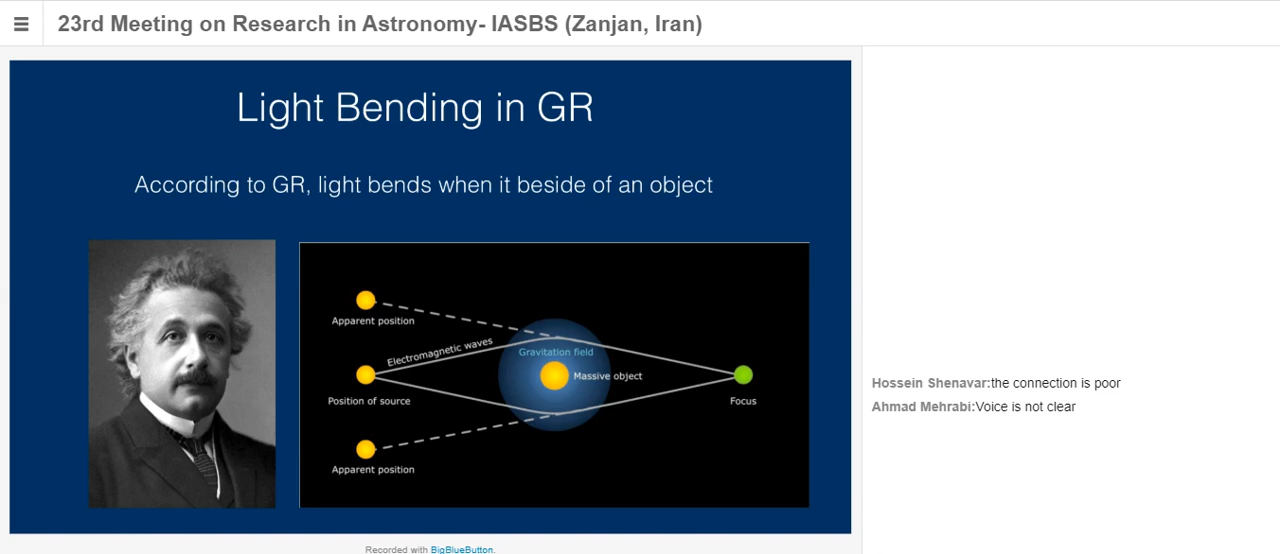 23rd Meeting on Research in Astronomy- IASBS (Zanjan, Iran)
Light Bending in GR
According to GR, light bends when it beside of an object
Apparent position
Electromagnetic waves
Gravitation field
Massive object
Position of source
Focus
Apparent position
Hossein Shenavar:the connection is poor
Ahmad Mehrabi:Voice is not clear
Recorded with BigBlueButton.